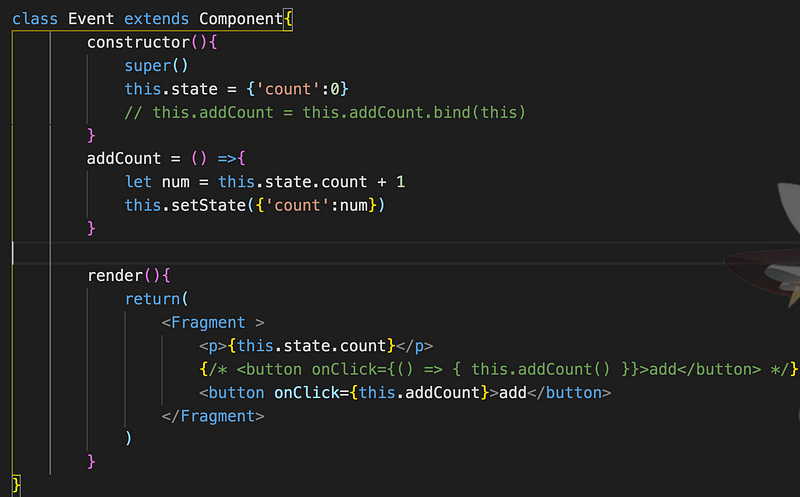 class Event extends Component{
constructor(){
super()
this.state = {'count':0}
// this.addCount = this.addCount.bind(this)
}
addCount = () =>{
let num = this.state.count + 1
this.setState({'count':num})
}
render(){
return(
<Fragment >
<p>{this.state.count}</p>
{/* <button onClick={() => { this.addCount() }}>add</button> */}
<button onClick={this.addCount}>add</button>
</Fragment>
)
}
}